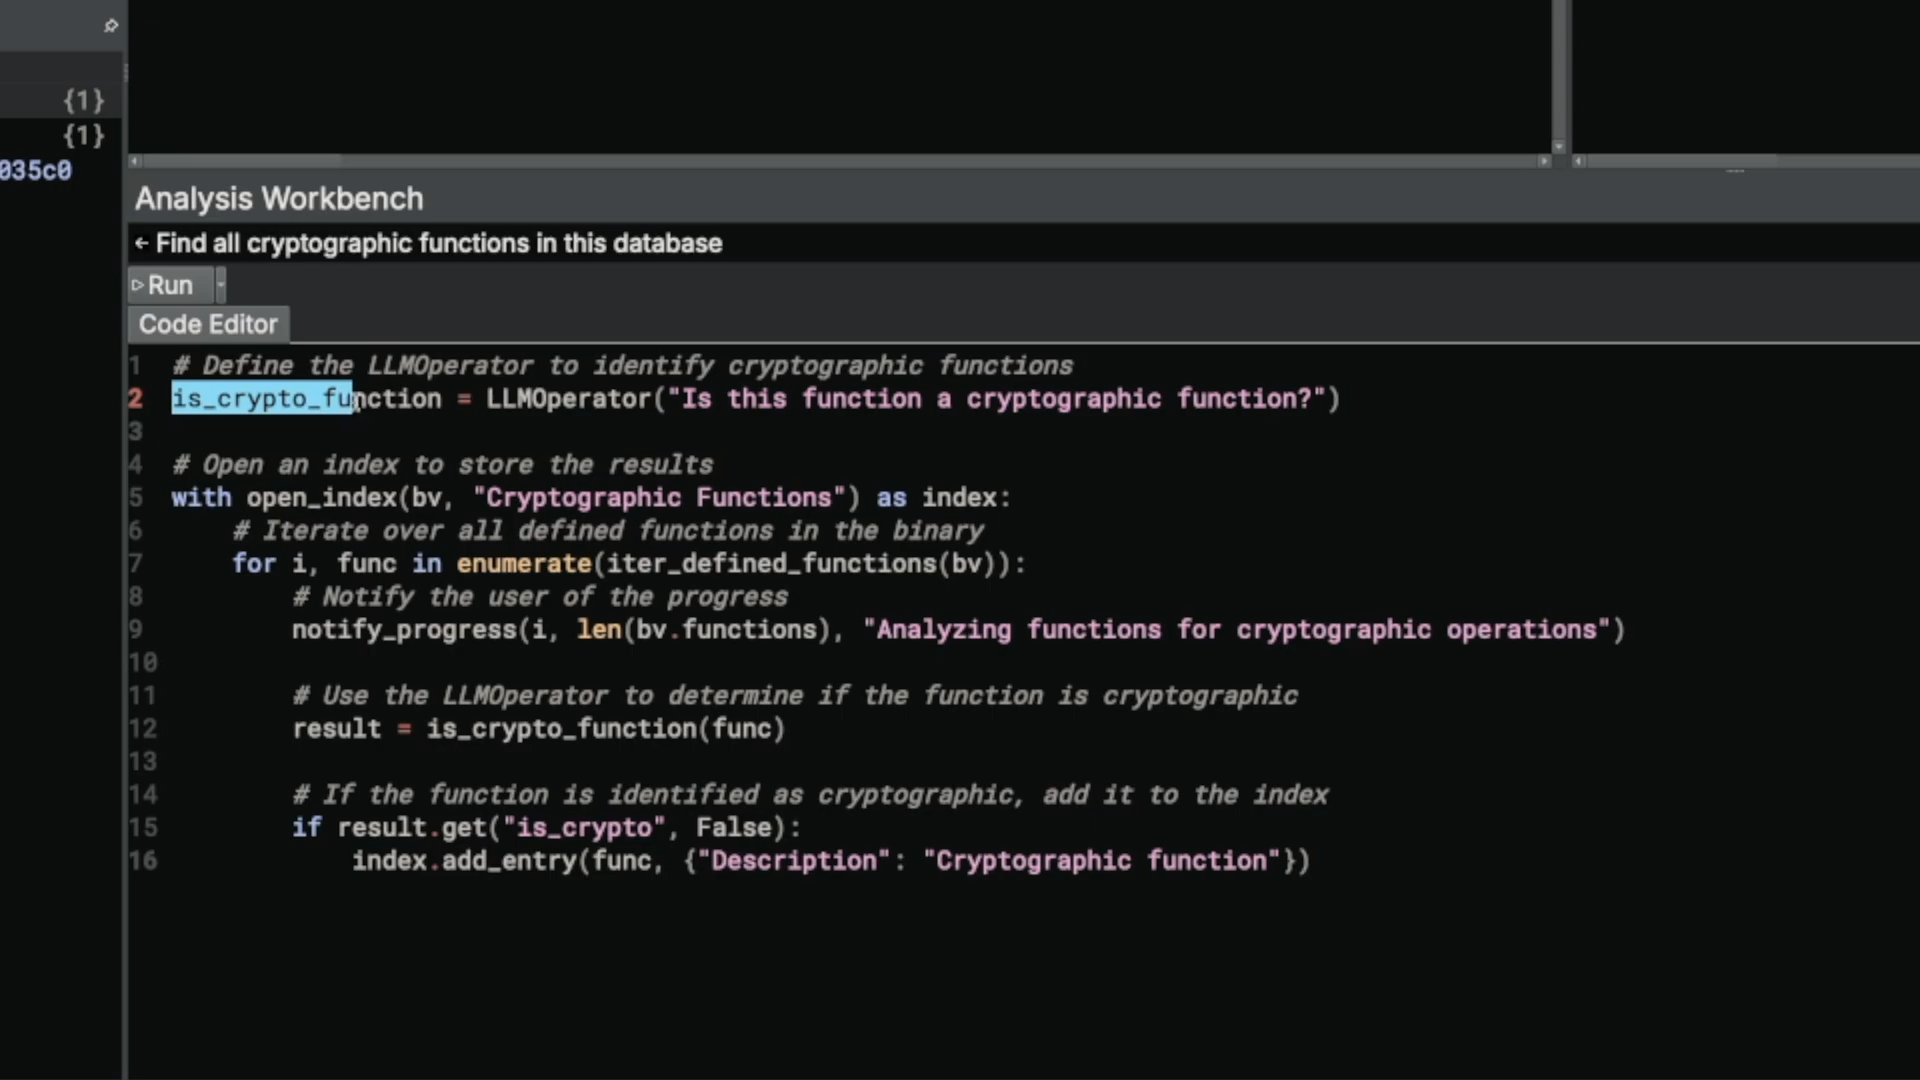 {1}
{1}
035c0
Analysis Workbench
← Find all cryptographic functions in this database
Run
Code Editor
1 # Define the LLMOperator to identify cryptographic functions
2 is_crypto_function = LLMOperator("Is this function a cryptographic function?")
3
4 # Open an index to store the results
5 with open_index(bv, "Cryptographic Functions") as index:
6     # Iterate over all defined functions in the binary
7     for i, func in enumerate(iter_defined_functions(bv)):
8         # Notify the user of the progress
9         notify_progress(i, len(bv.functions), "Analyzing functions for cryptographic operations")
10
11         # Use the LLMOperator to determine if the function is cryptographic
12         result = is_crypto_function(func)
13
14         # If the function is identified as cryptographic, add it to the index
15         if result.get("is_crypto", False):
16             index.add_entry(func, {"Description": "Cryptographic function"})